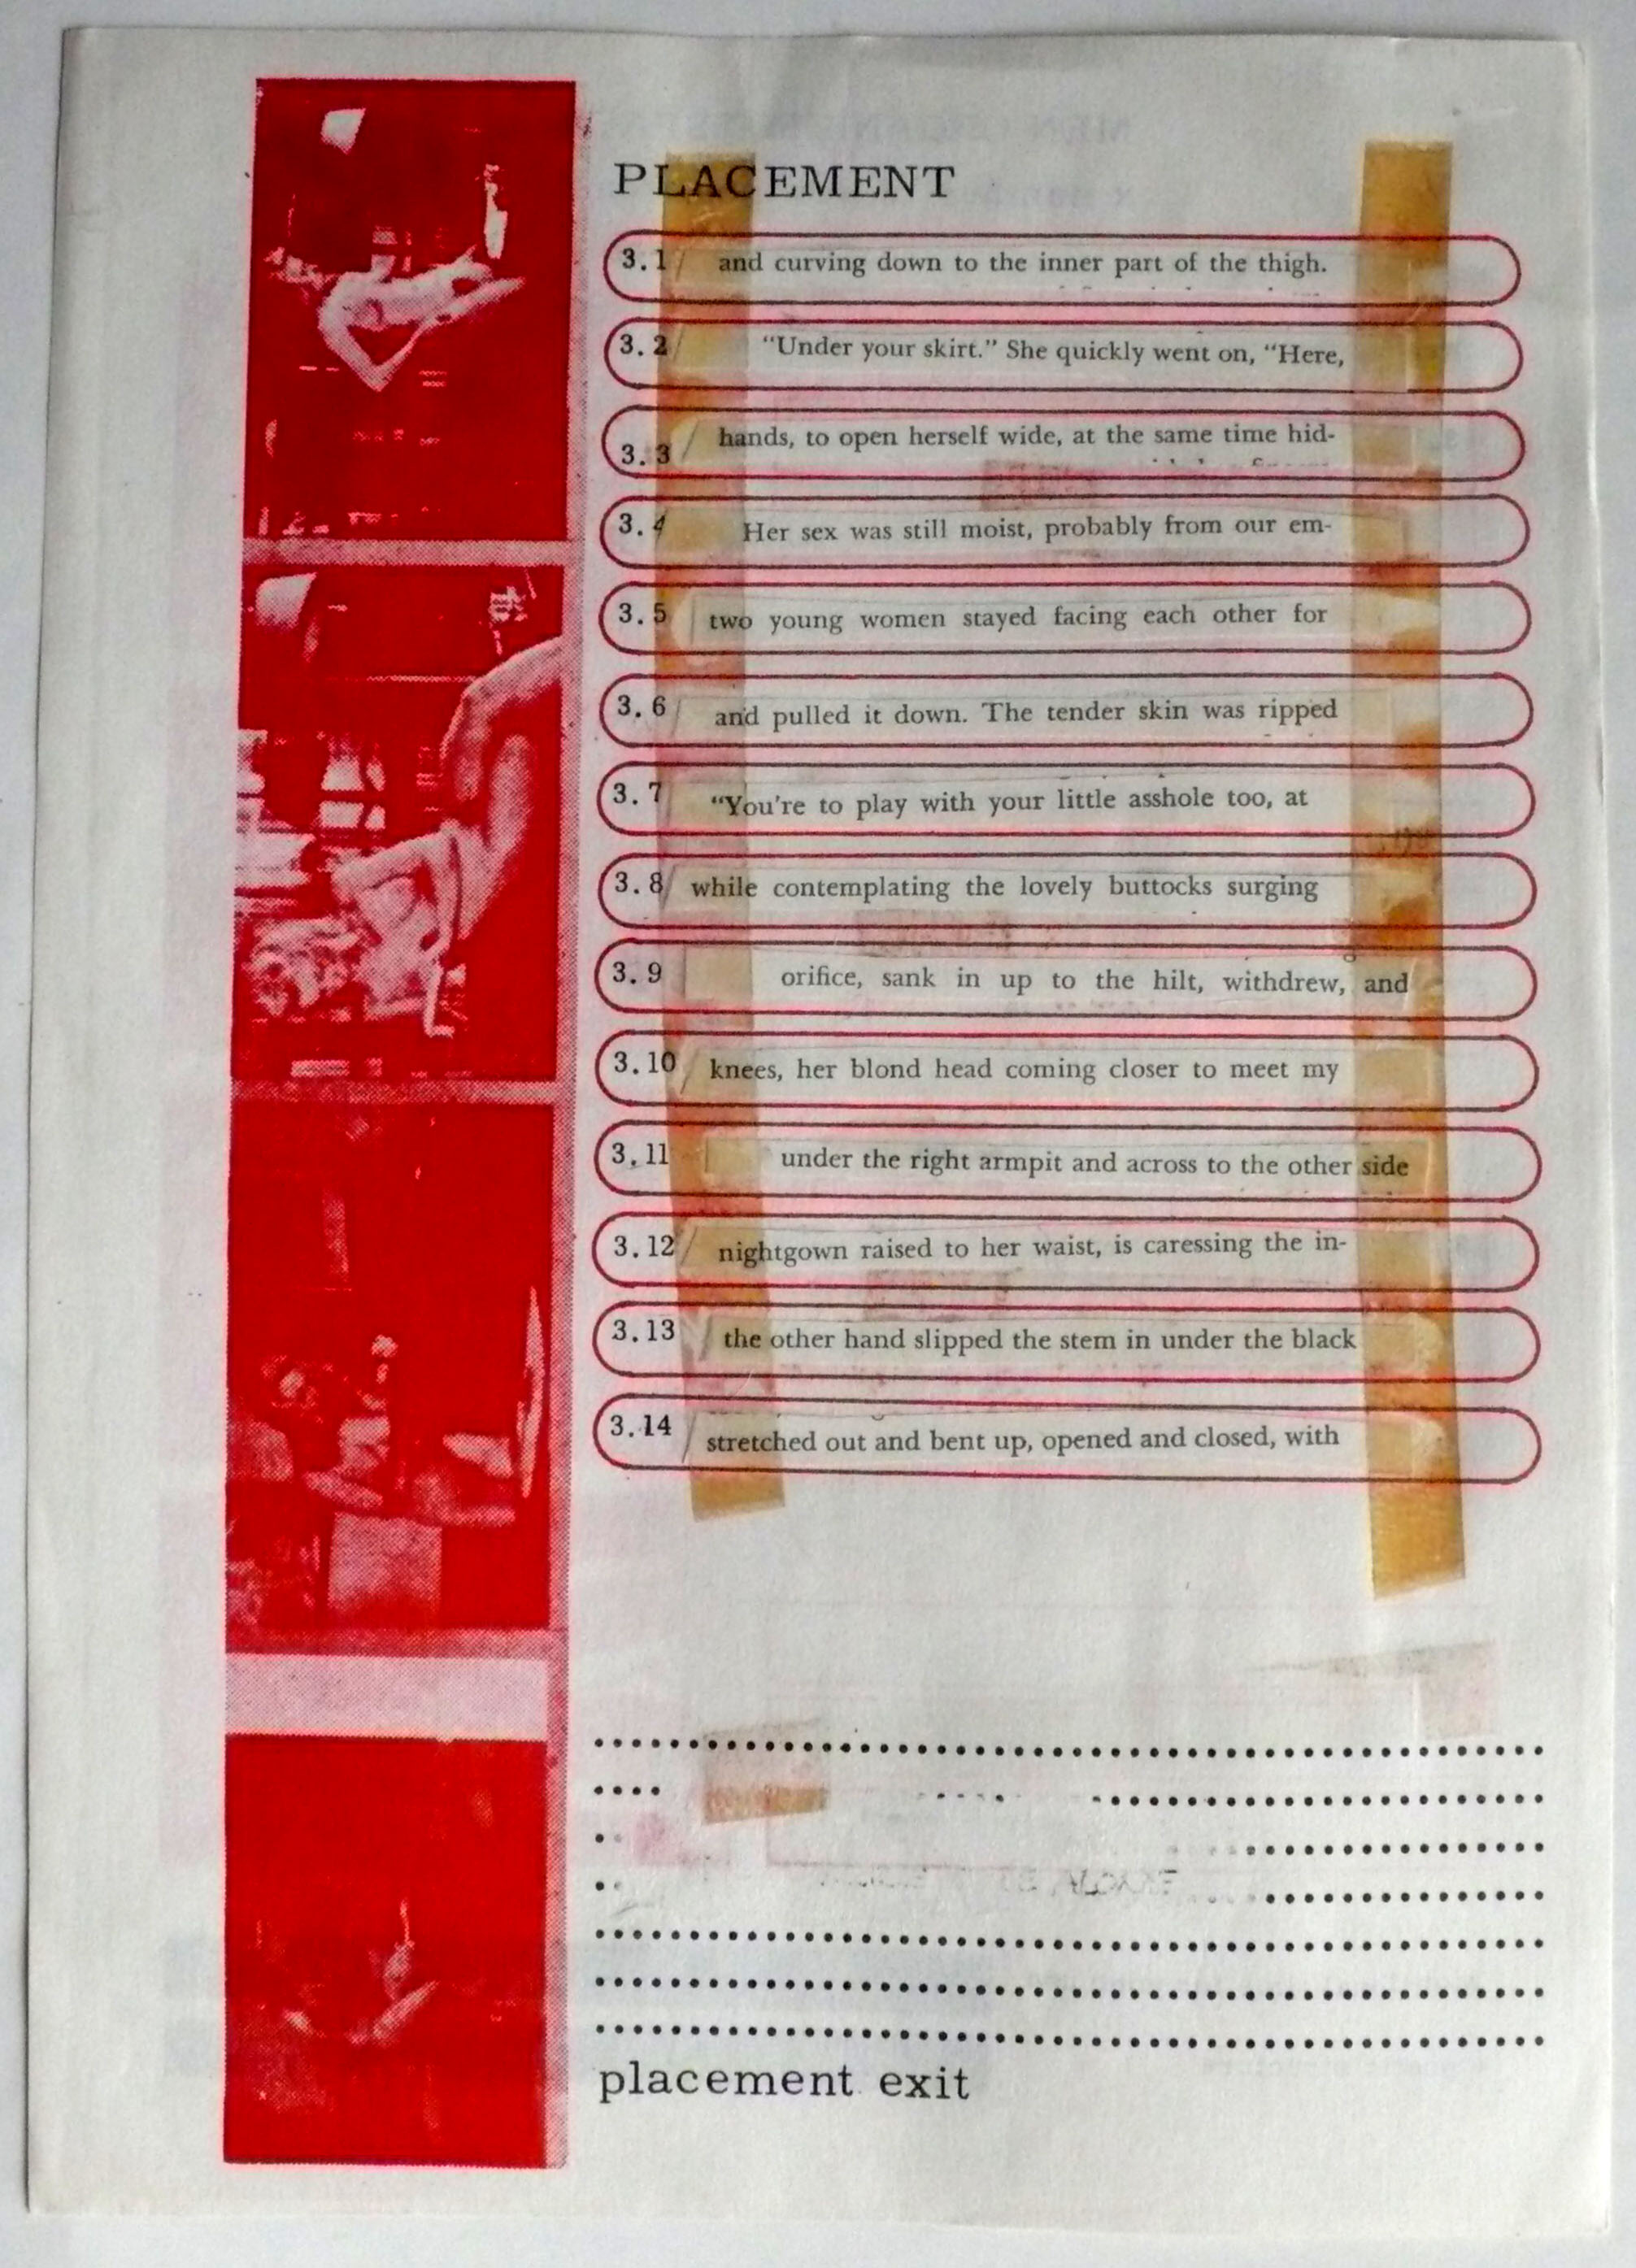 PLACEMENT
3.1 and curving down to the inner part of the thigh.
3.2 “Under your skirt.” She quickly went on, “Here,
3.3 hands, to open herself wide, at the same time hid-
3.4 Her sex was still moist, probably from our em-
3.5 two young women stayed facing each other for
3.6 and pulled it down. The tender skin was ripped
3.7 “You're to play with your little asshole too, at
3.8 while contemplating the lovely buttocks surging
3.9 orifice, sank in up to the hilt, withdrew, and
3.10 knees, her blond head coming closer to meet my
3.11 under the right armpit and across to the other side
3.12 nightgown raised to her waist, is caressing the in-
3.13 the other hand slipped the stem in under the black
3.14 stretched out and bent up, opened and closed, with
placement exit